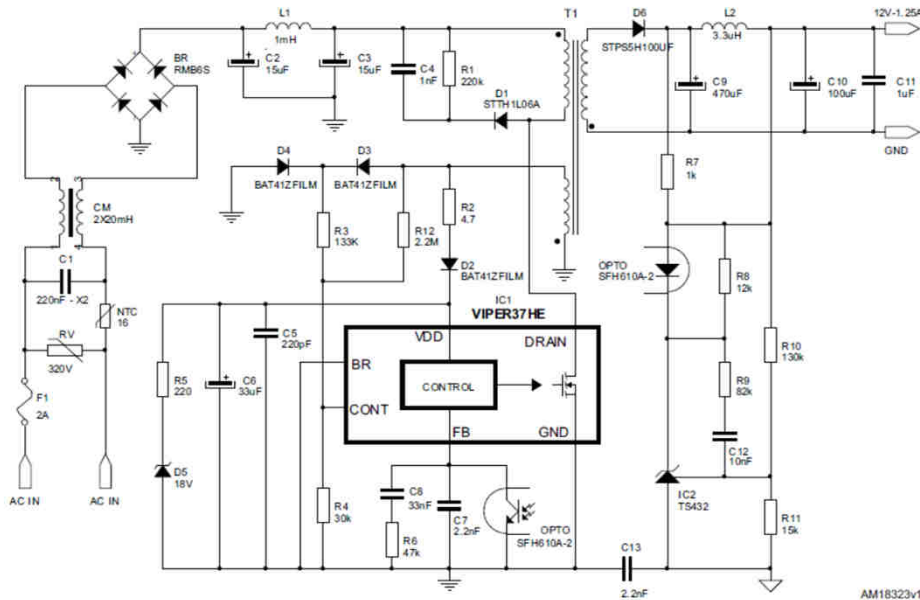 L1
1mH
T1
D6
STPS5H100UF
L2
3.3uH
12V-1.25A
BR
RMB6S
C2
15uF
C3
15uF
C4
1nF
R1
220k
D1
STTH1L06A
C9
470uF
C10
100uF
C11
1uF
GND
D4
BAT41ZFILM
D3
BAT41ZFILM
R7
1k
2
3
CM
2X20mH
1
4
R3
133K
R12
2.2M
R2
4.7
D2
BAT41ZFILM
OPTO
SFH610A-2
R8
12k
C1
220nF - X2
NTC
16
RV
320V
F1
2A
AC IN
AC IN
IC1
VIPER37HE
VDD
DRAIN
BR
CONTROL
CONT
FB
GND
C5
220pF
R5
220
C6
33uF
D5
18V
R10
130k
R9
82k
C12
10nF
IC2
TS432
R4
30k
C8
33nF
R6
47k
C7
2.2nF
OPTO
SFH610A-2
R11
15k
C13
2.2nF
AM18323v1